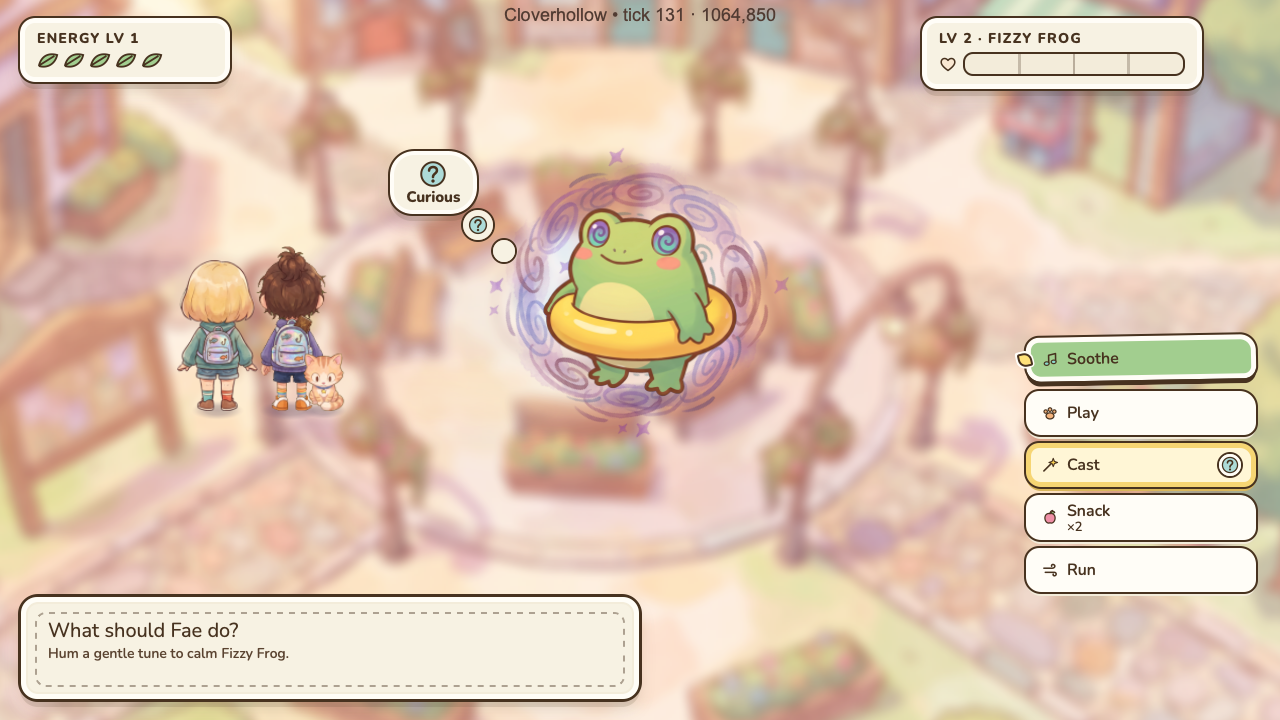 Cloverhollow • tick 131 · 1064,850
ENERGY LV 1
LV 2 · FIZZY FROG
?
Curious
?
Soothe
Play
Cast
?
Snack
×2
Run
What should Fae do?
Hum a gentle tune to calm Fizzy Frog.